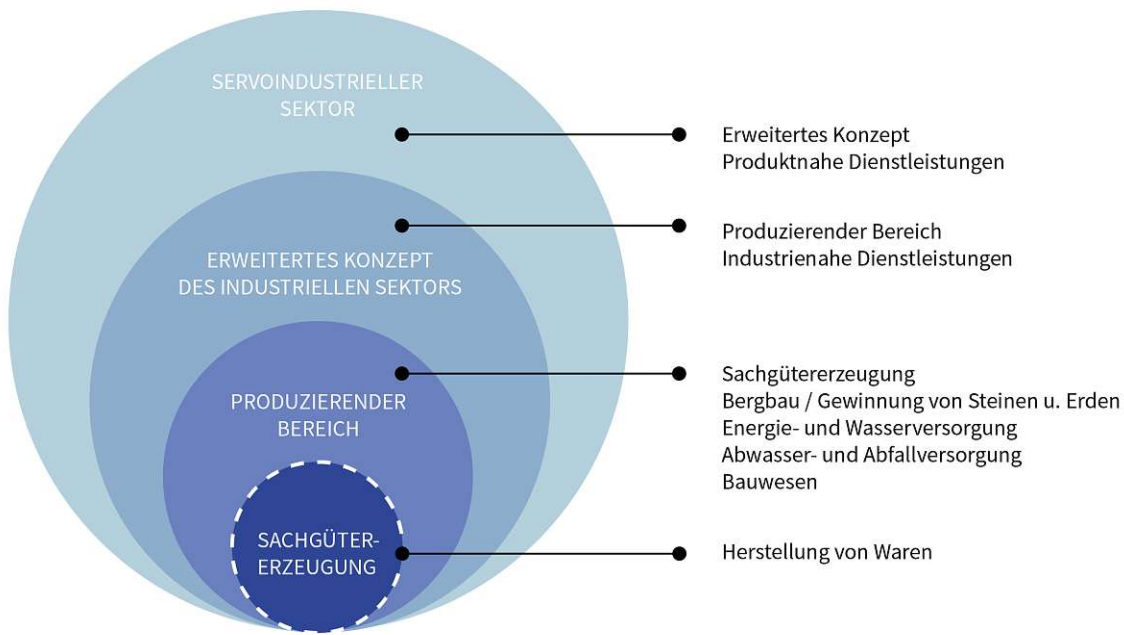 SERVOINDUSTRIELLER
SEKTOR
Erweitertes Konzept
Produktnahe Dienstleistungen
ERWEITERTES KONZEPT
DES INDUSTRIELLEN SEKTORS
Produzierender Bereich
Industrienahe Dienstleistungen
PRODUZIERENDER
BEREICH
Sachgütererzeugung
Bergbau / Gewinnung von Steinen u. Erden
Energie- und Wasserversorgung
Abwasser- und Abfallversorgung
Bauwesen
SACHGÜTER-
ERZEUGUNG
Herstellung von Waren